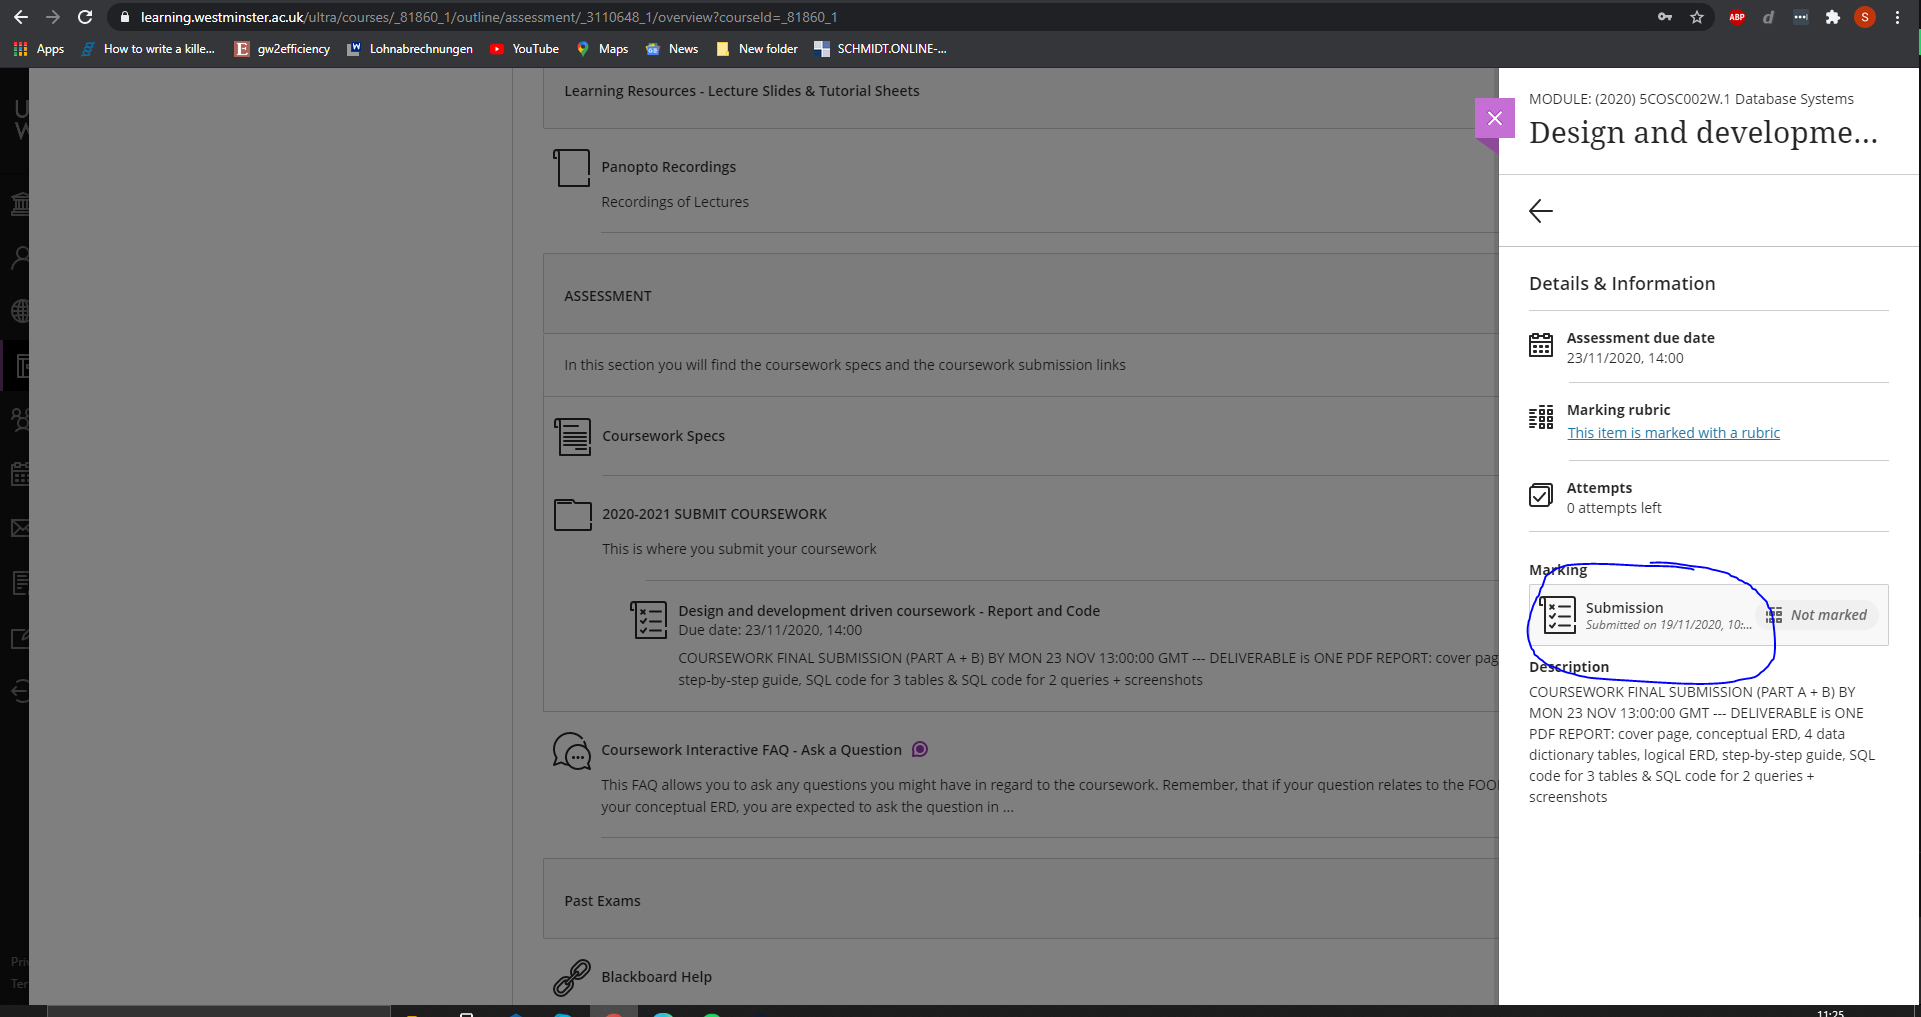 learning.westminster.ac.uk/ultra/courses/_81860_1/outline/assessment/_3110648_1/overview?courseId=_81860_1
ABP
d
S
Apps
How to write a kille...
E
gw2efficiency
Lohnabrechnungen
YouTube
Maps
News
New folder
SCHMIDT.ONLINE-...
U
W
Learning Resources - Lecture Slides & Tutorial Sheets
Panopto Recordings
Recordings of Lectures
ASSESSMENT
In this section you will find the coursework specs and the coursework submission links
Coursework Specs
2020-2021 SUBMIT COURSEWORK
This is where you submit your coursework
Design and development driven coursework - Report and Code
Due date: 23/11/2020, 14:00
COURSEWORK FINAL SUBMISSION (PART A + B) BY MON 23 NOV 13:00:00 GMT --- DELIVERABLE is ONE PDF REPORT: cover pag
step-by-step guide, SQL code for 3 tables & SQL code for 2 queries + screenshots
Coursework Interactive FAQ - Ask a Question
This FAQ allows you to ask any questions you might have in regard to the coursework. Remember, that if your question relates to the FOO
your conceptual ERD, you are expected to ask the question in ...
Past Exams
Blackboard Help
Pri
Ter
MODULE: (2020) 5COSC002W.1 Database Systems
Design and developme...
Details & Information
Assessment due date
23/11/2020, 14:00
Marking rubric
This item is marked with a rubric
Attempts
0 attempts left
Marking
Submission
Submitted on 19/11/2020, 10:...
Not marked
Description
COURSEWORK FINAL SUBMISSION (PART A + B) BY
MON 23 NOV 13:00:00 GMT --- DELIVERABLE is ONE
PDF REPORT: cover page, conceptual ERD, 4 data
dictionary tables, logical ERD, step-by-step guide, SQL
code for 3 tables & SQL code for 2 queries +
screenshots
11:25